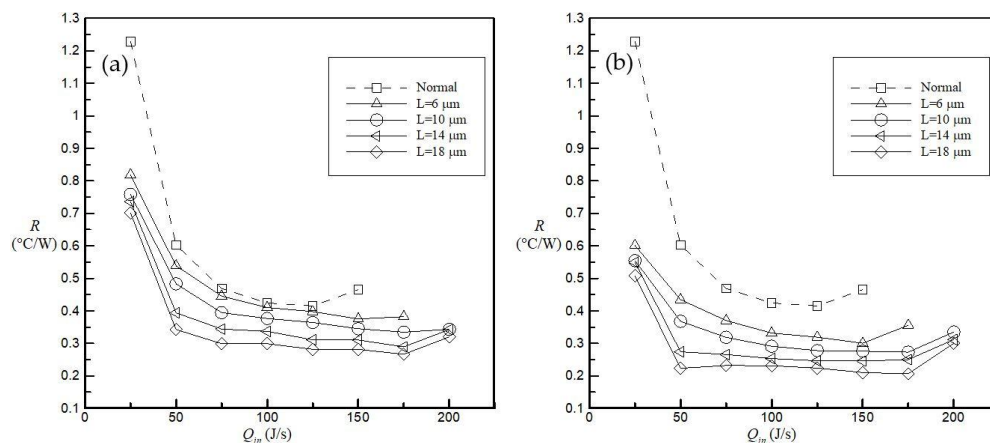 (a)
1.3
1.2
1.1
1
0.9
0.8
0.7
0.6
0.5
0.4
0.3
0.2
0.1
R
(°C/W)
0
50
100
150
200
Qin (J/s)
Normal
L=6 μm
L=10 μm
L=14 μm
L=18 μm
(b)
1.3
1.2
1.1
1
0.9
0.8
0.7
0.6
0.5
0.4
0.3
0.2
0.1
R
(°C/W)
0
50
100
150
200
Qin (J/s)
Normal
L=6 μm
L=10 μm
L=14 μm
L=18 μm